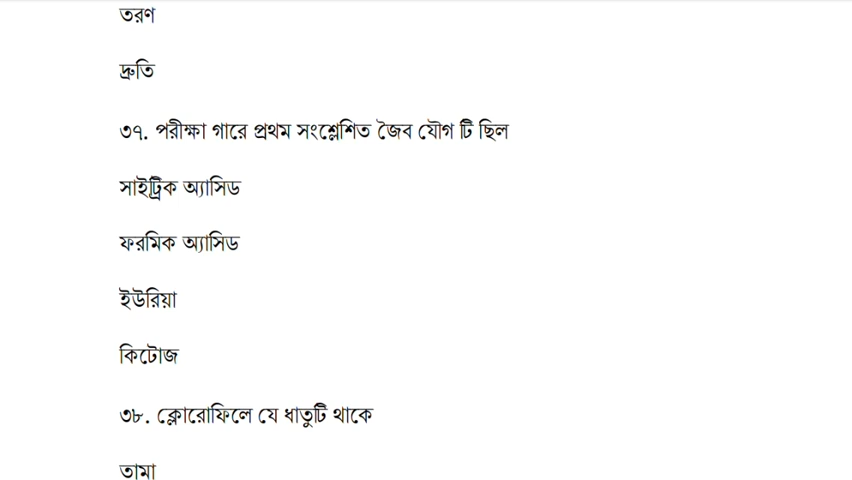 তরণ
দ্রুতি
৩৭. পরীক্ষা গারে প্রথম সংশ্লেশিত জৈব যৌগ টি ছিল
সাইট্রিক অ্যাসিড
ফরমিক অ্যাসিড
ইউরিয়া
কিটোজ
৩৮. ক্লোরোফিলে যে ধাতুটি থাকে
তামা